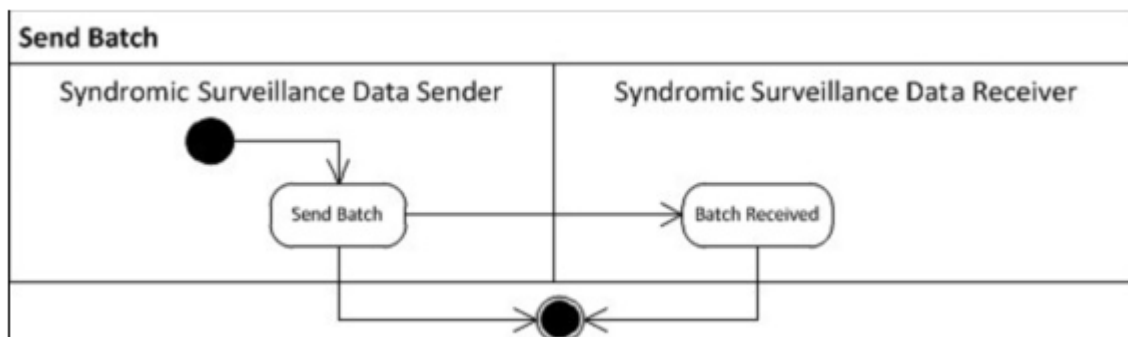 Send Batch
Syndromic Surveillance Data Sender
Syndromic Surveillance Data Receiver
Send Batch
Batch Received